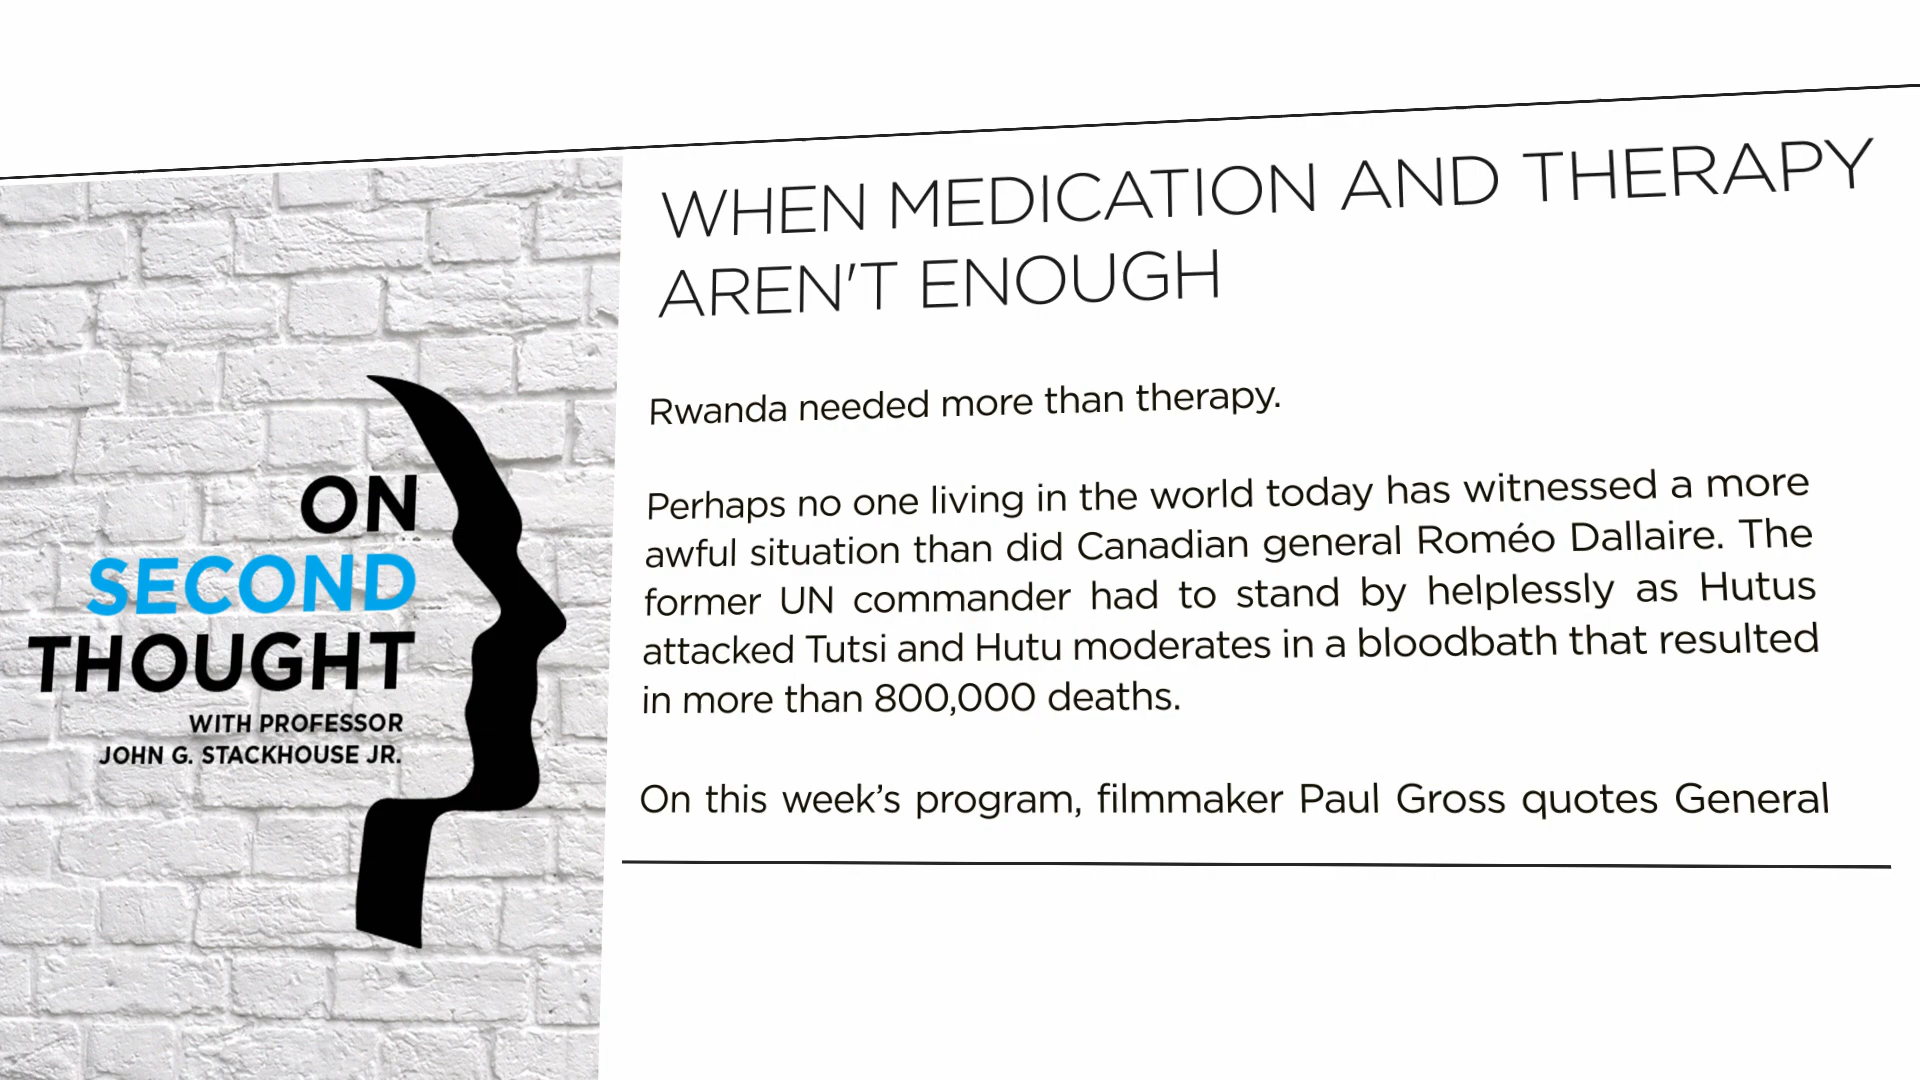 ON
SECOND
THOUGHT
WITH PROFESSOR
JOHN G. STACKHOUSE JR.
WHEN MEDICATION AND THERAPY
AREN'T ENOUGH
Rwanda needed more than therapy.
Perhaps no one living in the world today has witnessed a more
awful situation than did Canadian general Roméo Dallaire. The
former UN commander had to stand by helplessly as Hutus
attacked Tutsi and Hutu moderates in a bloodbath that resulted
in more than 800,000 deaths.
On this week’s program, filmmaker Paul Gross quotes General